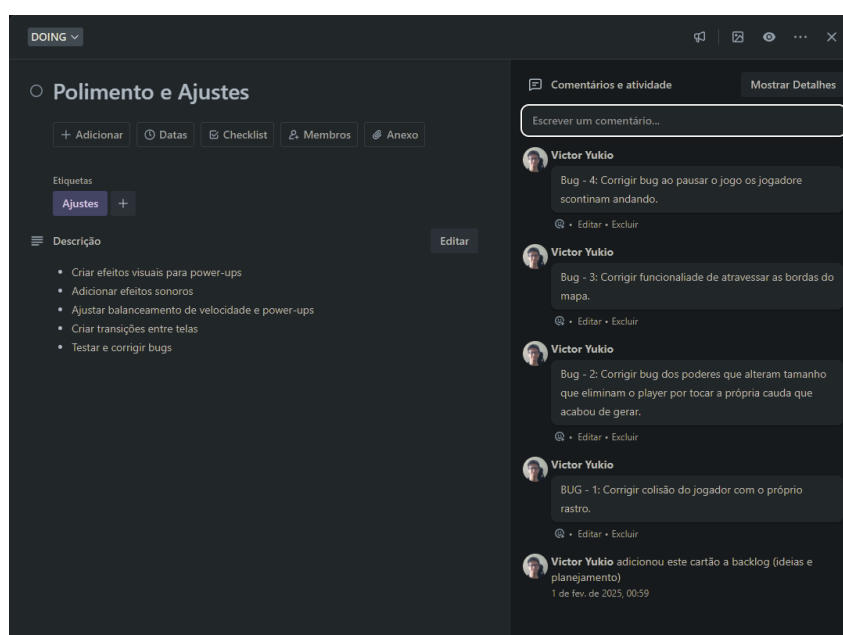 DOING
Polimento e Ajustes
+ Adicionar
Datas
Checklist
Membros
Anexo
Etiquetas
Ajustes
+
Descrição
Editar
• Criar efeitos visuais para power-ups
• Adicionar efeitos sonoros
• Ajustar balanceamento de velocidade e power-ups
• Criar transições entre telas
• Testar e corrigir bugs
Comentários e atividade
Mostrar Detalhes
Escrever um comentário...
Victor Yukio
Bug - 4: Corrigir bug ao pausar o jogo os jogadore
scontinam andando.
• Editar • Excluir
Victor Yukio
Bug - 3: Corrigir funcionaliade de atravessar as bordas do
mapa.
• Editar • Excluir
Victor Yukio
Bug - 2: Corrigir bug dos poderes que alteram tamanho
que eliminam o player por tocar a própria cauda que
acabou de gerar.
• Editar • Excluir
Victor Yukio
BUG - 1: Corrigir colisão do jogador com o próprio
rastro.
• Editar • Excluir
Victor Yukio adicionou este cartão a backlog (ideias e
planejamento)
1 de fev. de 2025, 00:59